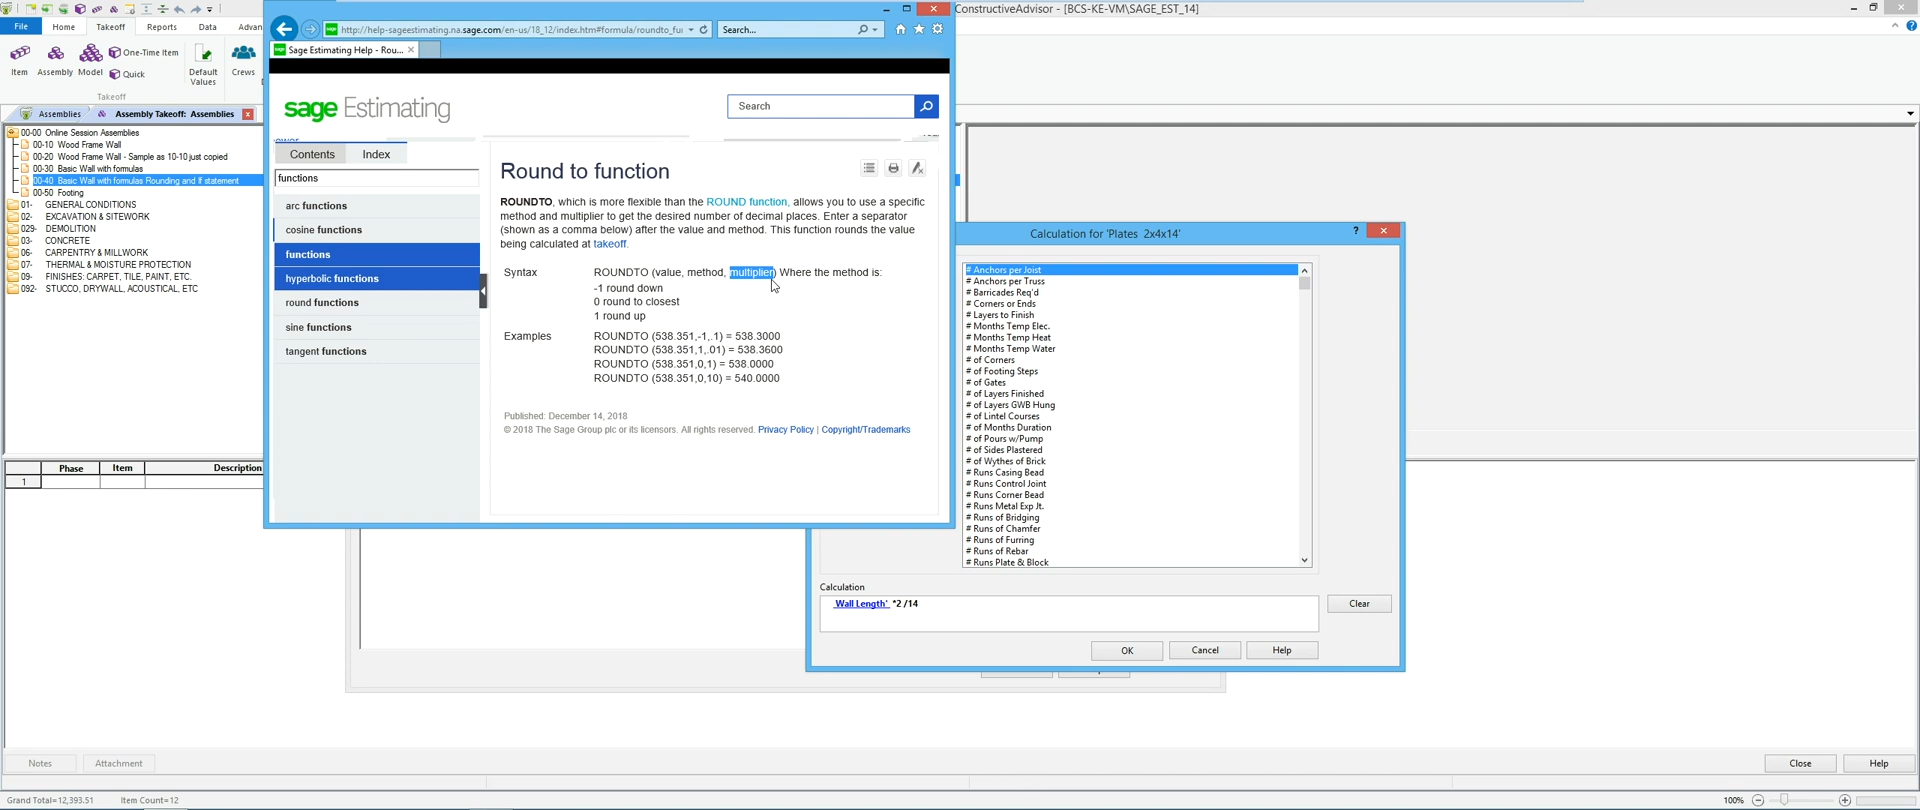 ConstructiveAdvisor - [BCS-KE-VM\SAGE_EST_14]
File
Home
Takeoff
Reports
Data
Advan
Item
Assembly
Model
One-Time Item
Quick
Default
Values
Crews
Takeoff
Assemblies
Assembly Takeoff: Assemblies
00-00 Online Session Assemblies
00-10 Wood Frame Wall
00-20 Wood Frame Wall - Sample as 10-10 just copied
00-30 Basic Wall with formulas
00-40 Basic Wall with formulas Rounding and If statement
00-50 Footing
01- GENERAL CONDITIONS
02- EXCAVATION & SITEWORK
029- DEMOLITION
03- CONCRETE
06- CARPENTRY & MILLWORK
07- THERMAL & MOISTURE PROTECTION
09- FINISHES: CARPET, TILE, PAINT, ETC.
092- STUCCO, DRYWALL, ACOUSTICAL, ETC
Phase Item Description
1
http://help-sageestimating.na.sage.com/en-us/18_12/index.htm#formula/roundto_fu
Search...
Sage Estimating Help - Rou...
sage Estimating
Search
Contents
Index
functions
arc functions
cosine functions
functions
hyperbolic functions
round functions
sine functions
tangent functions
Round to function
ROUNDTO, which is more flexible than the ROUND function, allows you to use a specific
method and multiplier to get the desired number of decimal places. Enter a separator
(shown as a comma below) after the value and method. This function rounds the value
being calculated at takeoff.
Syntax ROUNDTO (value, method, multiplier) Where the method is:
-1 round down
0 round to closest
1 round up
Examples ROUNDTO (538.351,-1,.1) = 538.3000
ROUNDTO (538.351,1,.01) = 538.3600
ROUNDTO (538.351,0,1) = 538.0000
ROUNDTO (538.351,0,10) = 540.0000
Published: December 14, 2018
© 2018 The Sage Group plc or its licensors. All rights reserved. Privacy Policy | Copyright/Trademarks
Calculation for 'Plates 2x4x14'
?
# Anchors per Joist
# Anchors per Truss
# Barricades Req'd
# Corners or Ends
# Layers to Finish
# Months Temp Elec.
# Months Temp Heat
# Months Temp Water
# of Corners
# of Footing Steps
# of Gates
# of Layers Finished
# of Layers GWB Hung
# of Lintel Courses
# of Months Duration
# of Pours w/Pump
# of Sides Plastered
# of Wythes of Brick
# Runs Casing Bead
# Runs Control Joint
# Runs Corner Bead
# Runs Metal Exp Jt.
# Runs of Bridging
# Runs of Chamfer
# Runs of Furring
# Runs of Rebar
# Runs Plate & Block
Calculation
'Wall Length' *2 /14
Clear
OK
Cancel
Help
Notes
Attachment
Close
Help
Grand Total=12,393.51
Item Count=12
100%